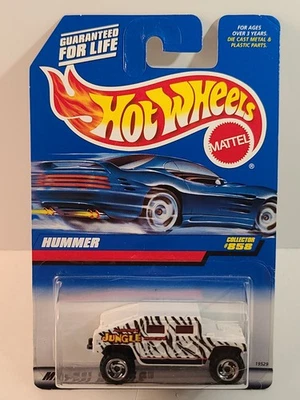 GUARANTEED
FOR LIFE
FOR AGES
OVER 3 YEARS.
DIE CAST METAL &
PLASTIC PARTS.
HOT WHEELS
MATTEL
®
HUMMER
COLLECTOR
#858
JUNGLE
18528